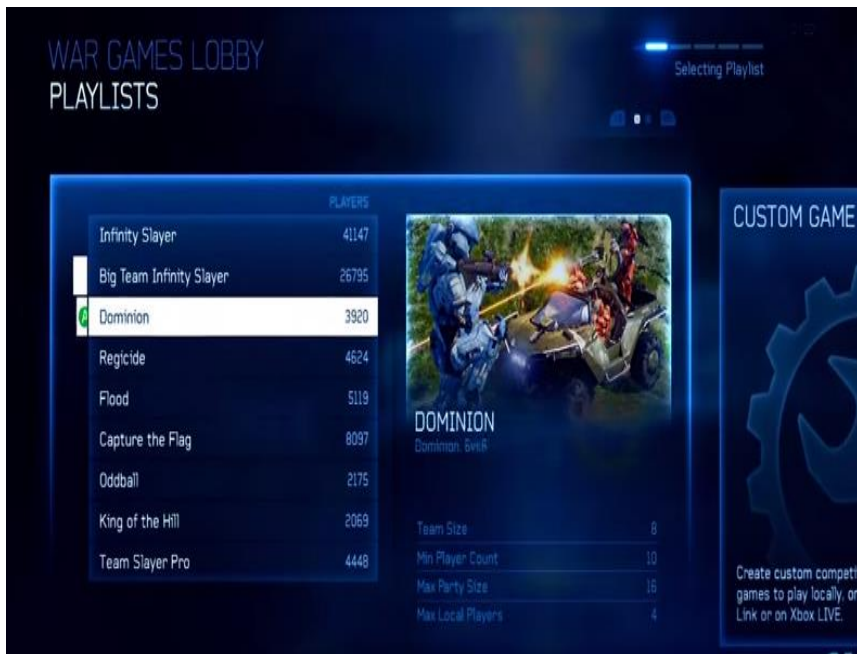 WAR GAMES LOBBY
PLAYLISTS
Selecting Playlist
PLAYERS
Infinity Slayer 41147
Big Team Infinity Slayer 26795
A Dominion 3920
Regicide 4624
Flood 5119
Capture the Flag 8097
Oddball 2175
King of the Hill 2069
Team Slayer Pro 4448
DOMINION
Dominion. 6vs6
Team Size 8
Min Player Count 10
Max Party Size 16
Max Local Players 4
CUSTOM GAME
Create custom competi
games to play locally, or
Link or on Xbox LIVE.